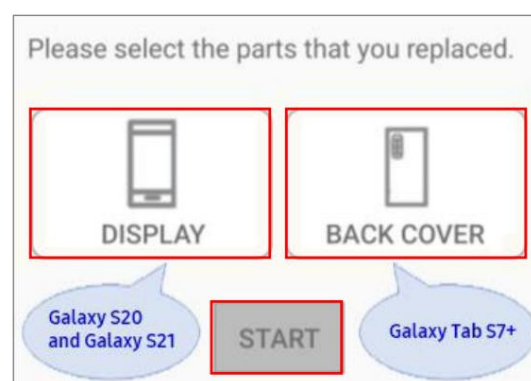 Please select the parts that you replaced.
DISPLAY
BACK COVER
Galaxy S20
and Galaxy S21
START
Galaxy Tab S7+